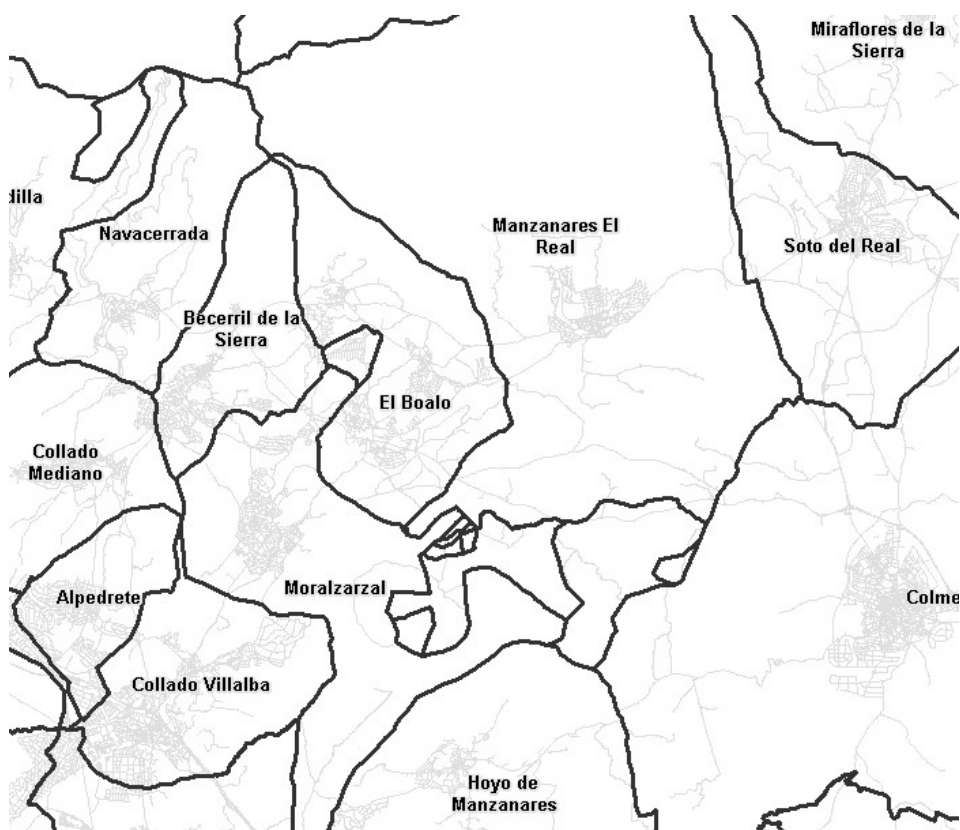 Miraflores de la
Sierra
dilla
Navacerrada
Manzanares El
Real
Soto del Real
Becerril de la
Sierra
El Boalo
Collado
Mediano
Moralzarzal
Alpedrete
Colme
Collado Villalba
Hoyo de
Manzanares